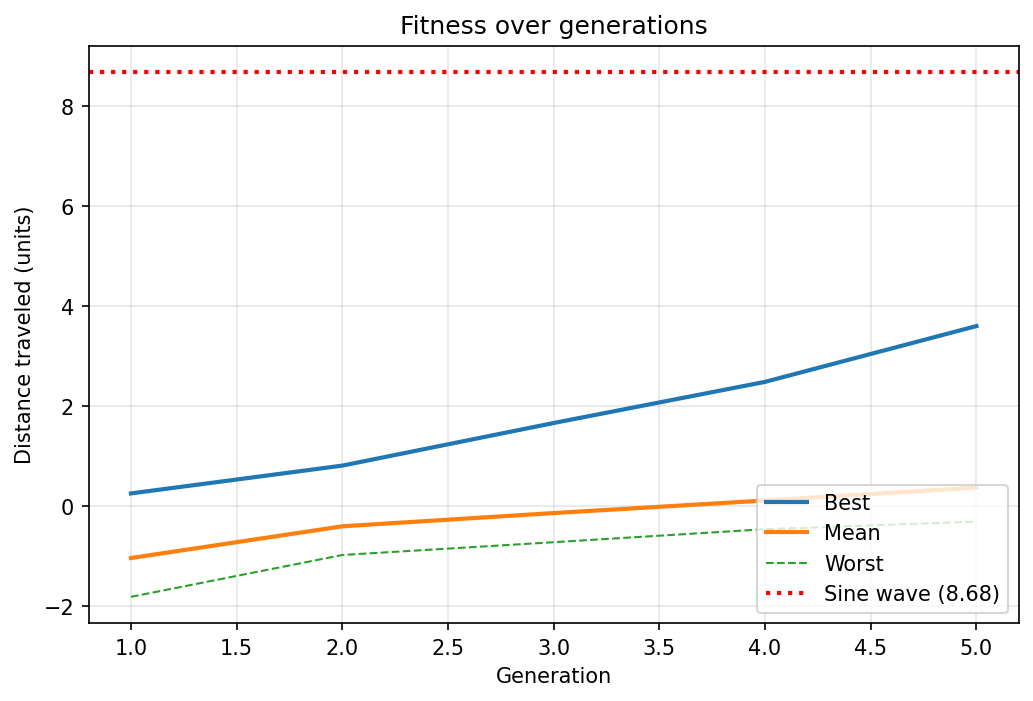 Fitness over generations
Distance traveled (units)
8
6
4
2
0
−2
1.0 1.5 2.0 2.5 3.0 3.5 4.0 4.5 5.0
Generation
Best
Mean
Worst
Sine wave (8.68)